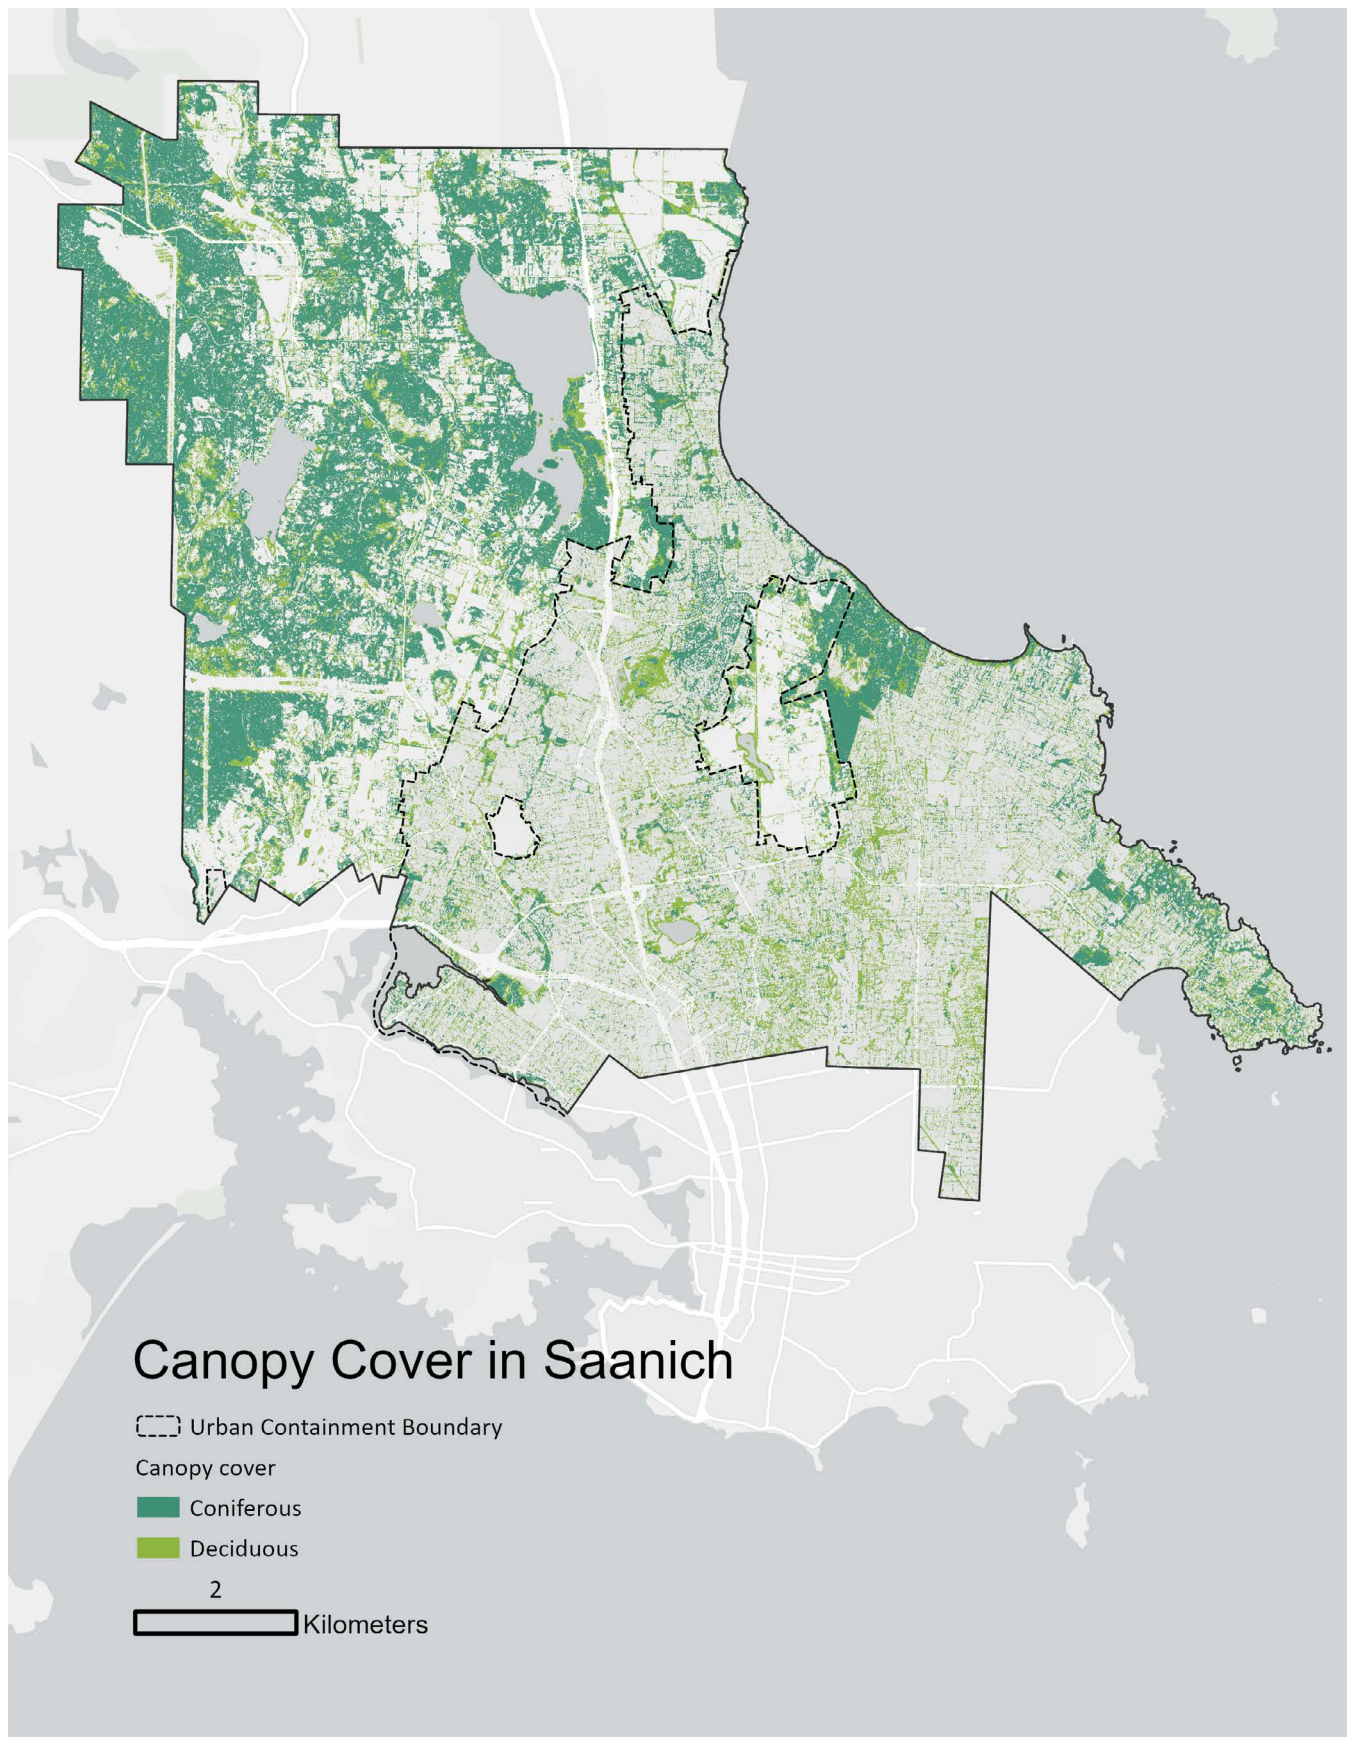 Canopy Cover in Saanich
Urban Containment Boundary
Canopy cover
Coniferous
Deciduous
2
Kilometers